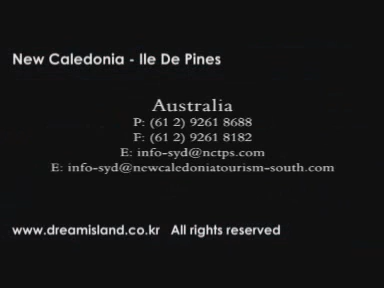 New Caledonia - Ile De Pines
Australia
P: (61 2) 9261 8688
F: (61 2) 9261 8182
E: info-syd@nctps.com
E: info-syd@newcaledoniatourism-south.com
www.dreamisland.co.kr All rights reserved